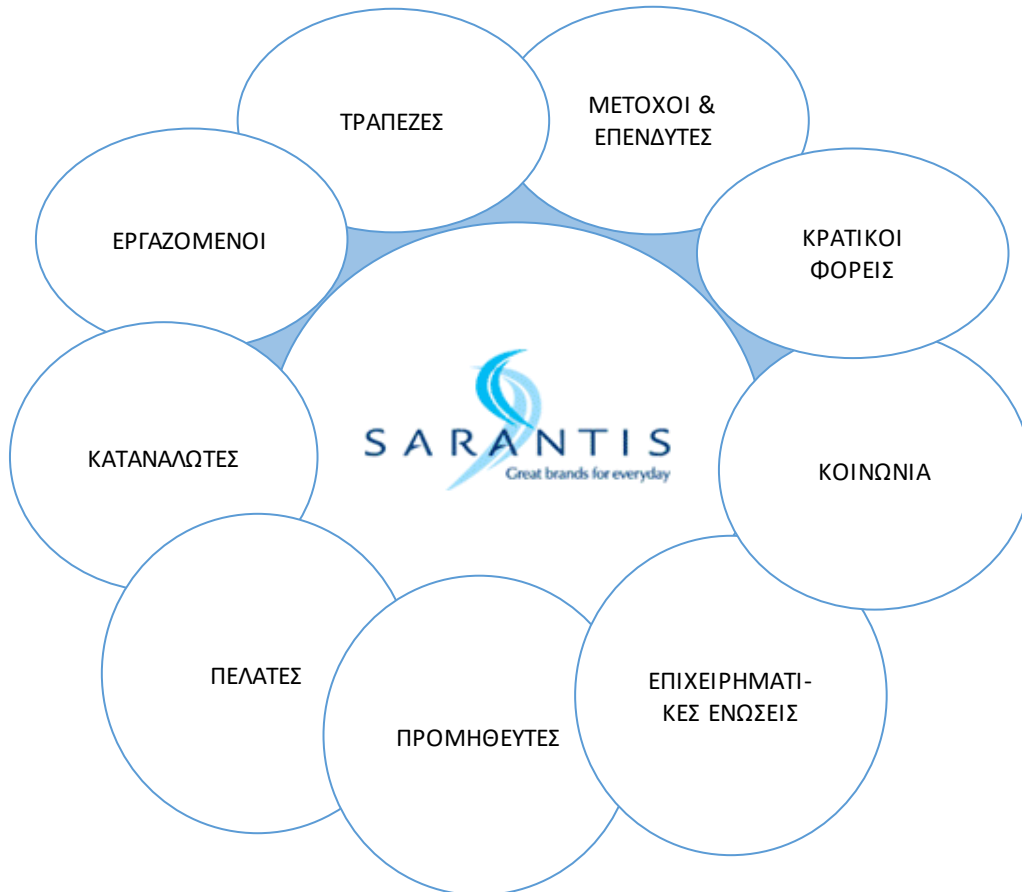 ΤΡΑΠΕΖΕΣ
ΜΕΤΟΧΟΙ &
ΕΠΕΝΔΥΤΕΣ
ΕΡΓΑΖΟΜΕΝΟΙ
ΚΡΑΤΙΚΟΙ
ΦΟΡΕΙΣ
SARANTIS
Great brands for everyday
ΚΑΤΑΝΑΛΩΤΕΣ
ΚΟΙΝΩΝΙΑ
ΠΕΛΑΤΕΣ
ΕΠΙΧΕΙΡΗΜΑΤΙ-
ΚΕΣ ΕΝΩΣΕΙΣ
ΠΡΟΜΗΘΕΥΤΕΣ